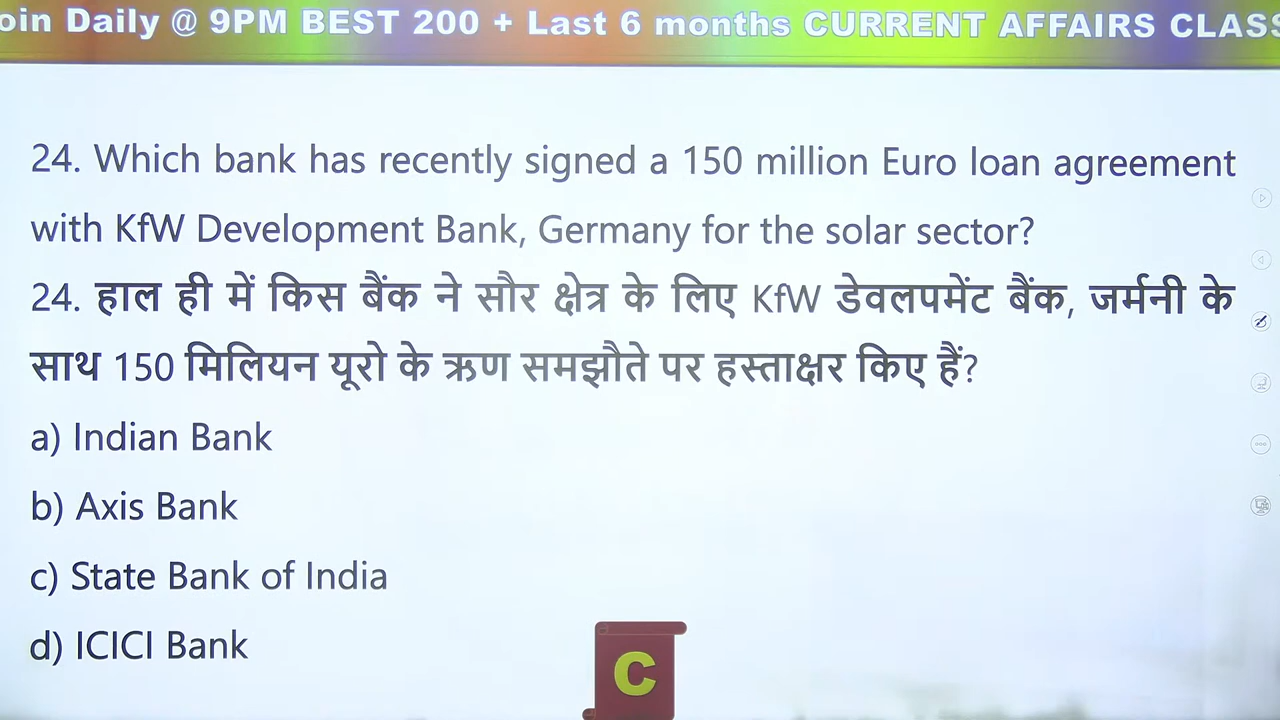 oin Daily @ 9PM BEST 200 + Last 6 months CURRENT AFFAIRS CLASS
24. Which bank has recently signed a 150 million Euro loan agreement
with KfW Development Bank, Germany for the solar sector?
24. हाल ही में किस बैंक ने सौर क्षेत्र के लिए KfW डेवलपमेंट बैंक, जर्मनी के
साथ 150 मिलियन यूरो के ऋण समझौते पर हस्ताक्षर किए हैं?
a) Indian Bank
b) Axis Bank
c) State Bank of India
d) ICICI Bank
C